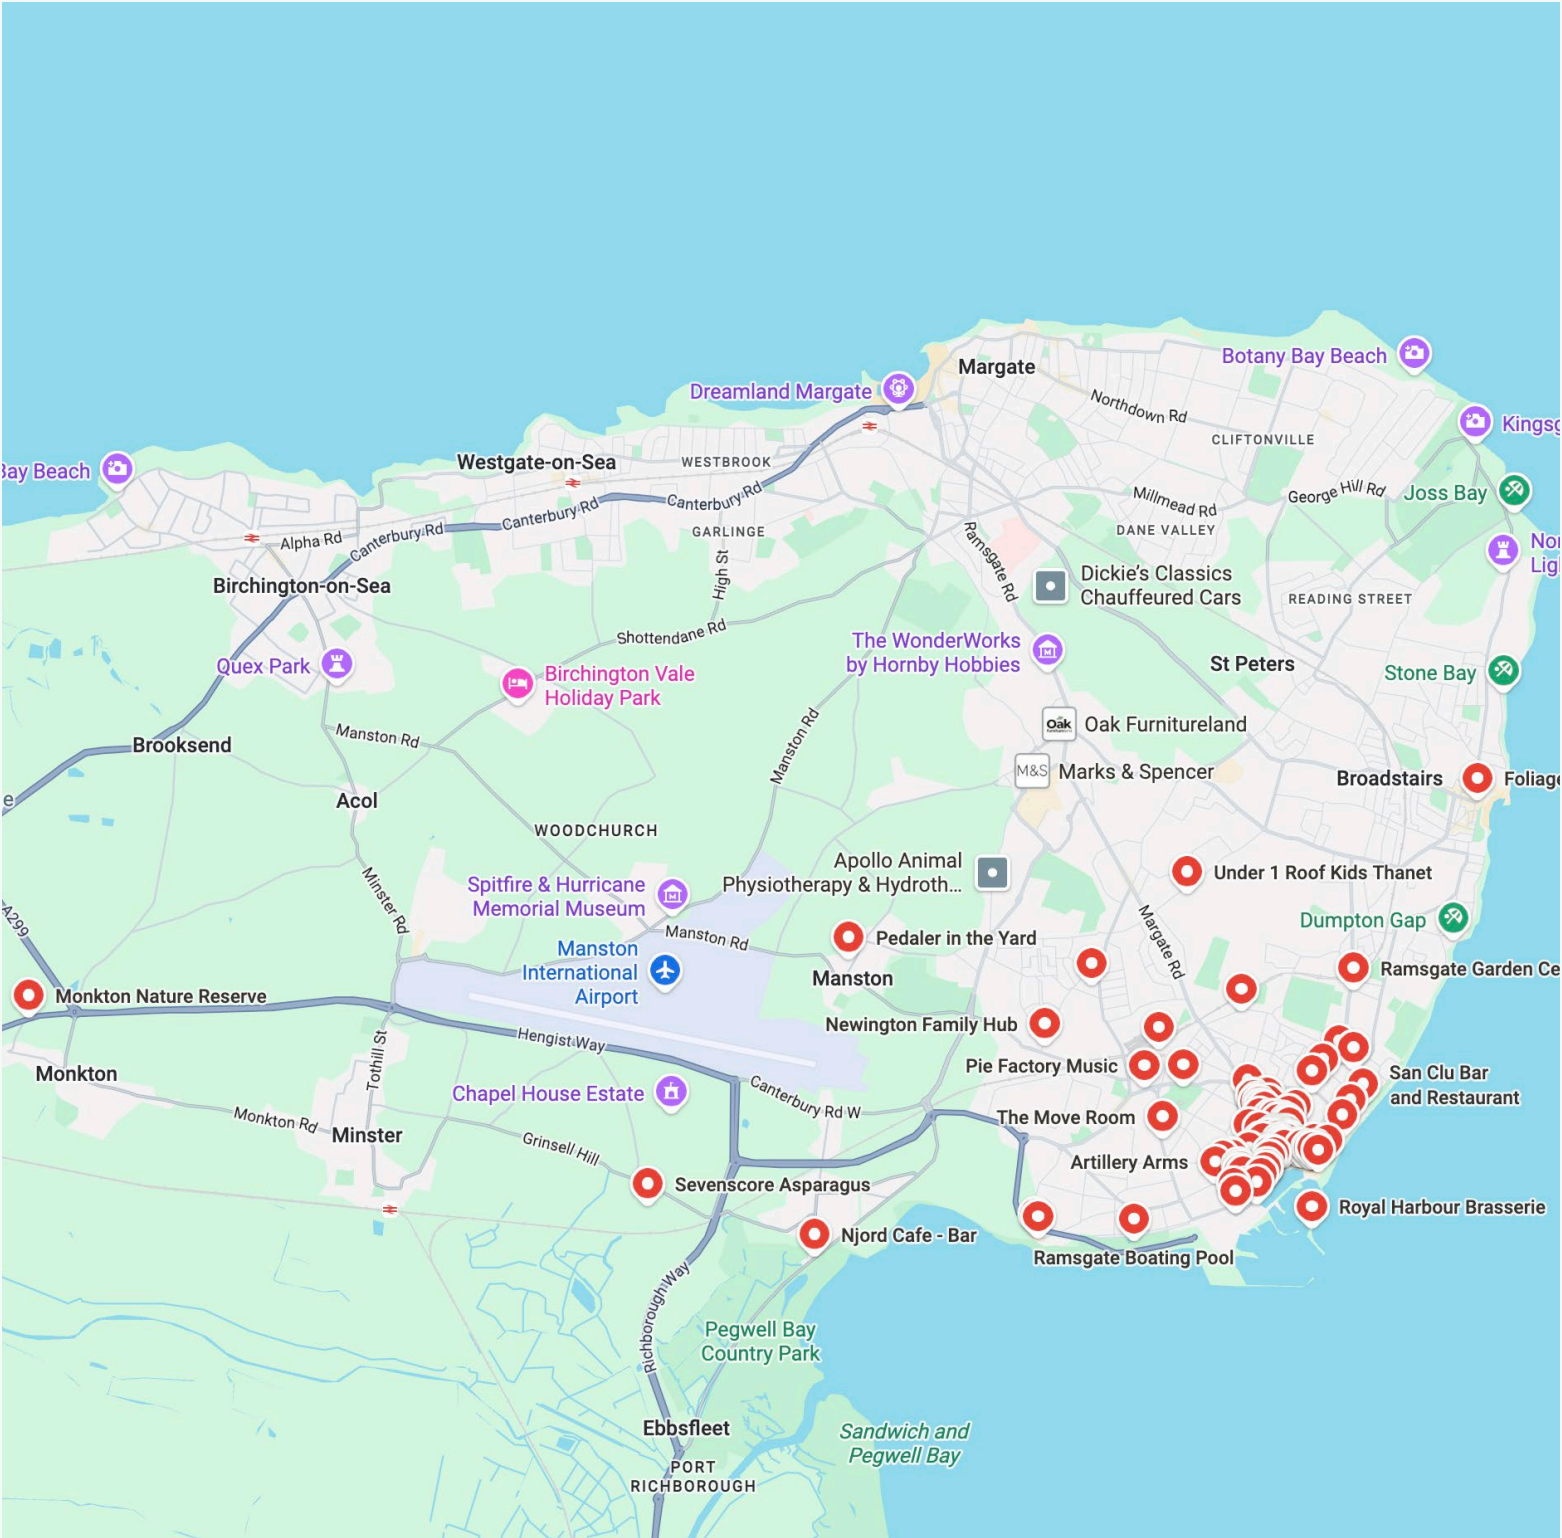 Margate
Botany Bay Beach
Dreamland Margate
Northdown Rd
Kingsg
CLIFTONVILLE
Westgate-on-Sea
WESTBROOK
Bay Beach
Canterbury Rd
Millmead Rd
George Hill Rd
Joss Bay
Canterbury Rd
GARLINGE
DANE VALLEY
Alpha Rd
Canterbury Rd
Ramsgate Rd
Nor
Lig
High St
Dickie's Classics
Chauffeured Cars
Birchington-on-Sea
READING STREET
Shottendane Rd
The WonderWorks
by Hornby Hobbies
St Peters
Quex Park
Birchington Vale
Holiday Park
Stone Bay
Manston Rd
Oak
Oak Furnitureland
Manston Rd
Brooksend
M&S
Marks & Spencer
Broadstairs
Foliage
e
Acol
WOODCHURCH
Apollo Animal
Physiotherapy & Hydroth...
Under 1 Roof Kids Thanet
Spitfire & Hurricane
Memorial Museum
Minster Rd
A299
Dumpton Gap
Margate Rd
Manston Rd
Pedaler in the Yard
Manston
International
Airport
Manston
Ramsgate Garden Ce
Monkton Nature Reserve
Newington Family Hub
Hengist Way
Tothill St
Pie Factory Music
Monkton
San Clu Bar
and Restaurant
Chapel House Estate
Canterbury Rd W
The Move Room
Monkton Rd
Minster
Grinsell Hill
Artillery Arms
Sevenscore Asparagus
Royal Harbour Brasserie
Njord Cafe - Bar
Ramsgate Boating Pool
Richborough Way
Pegwell Bay
Country Park
Ebbsfleet
Sandwich and
Pegwell Bay
PORT
RICHBOROUGH